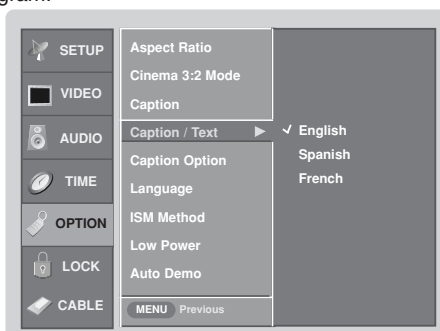 gram.
SETUP
VIDEO
AUDIO
TIME
OPTION
LOCK
CABLE
Aspect Ratio
Cinema 3:2 Mode
Caption
Caption / Text
Caption Option
Language
ISM Method
Low Power
Auto Demo
MENU Previous
English
Spanish
French